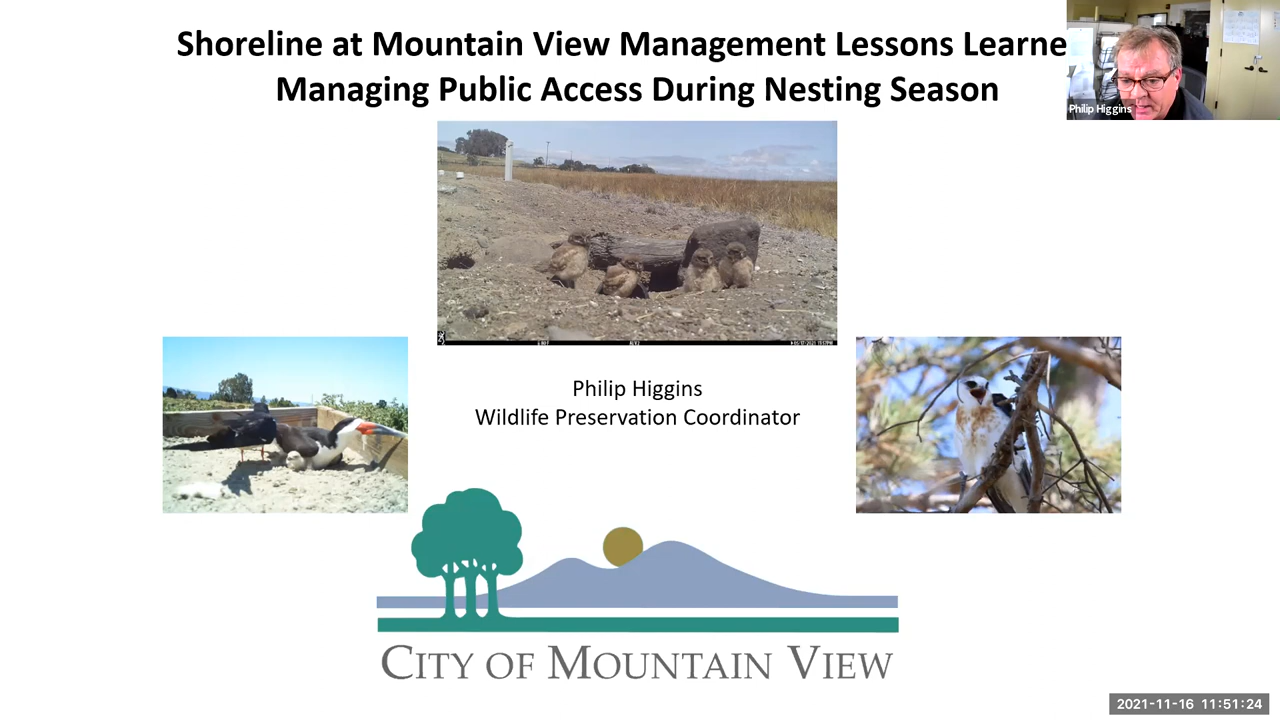 Shoreline at Mountain View Management Lessons Learne
Managing Public Access During Nesting Season
Philip Higgins
Philip Higgins
Wildlife Preservation Coordinator
CITY OF MOUNTAIN VIEW
2021-11-16 11:51:24